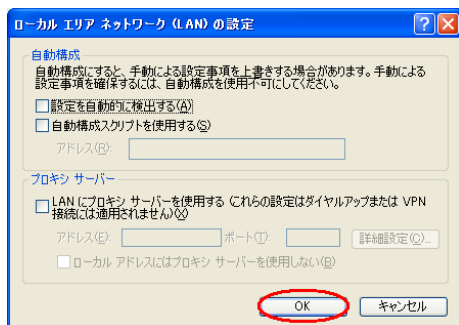 ローカル エリア ネットワーク (LAN) の設定
自動構成
自動構成にすると、手動による設定事項を上書きする場合があります。手動による
設定事項を確保するには、自動構成を使用不可にしてください。
設定を自動的に検出する(A)
自動構成スクリプトを使用する(S)
アドレス(R):
プロキシ サーバー
LAN にプロキシ サーバーを使用する (これらの設定はダイヤルアップまたは VPN
接続には適用されません)(X)
アドレス(E): ポート(T): 詳細設定(C)...
ローカル アドレスにはプロキシ サーバーを使用しない(B)
OK キャンセル